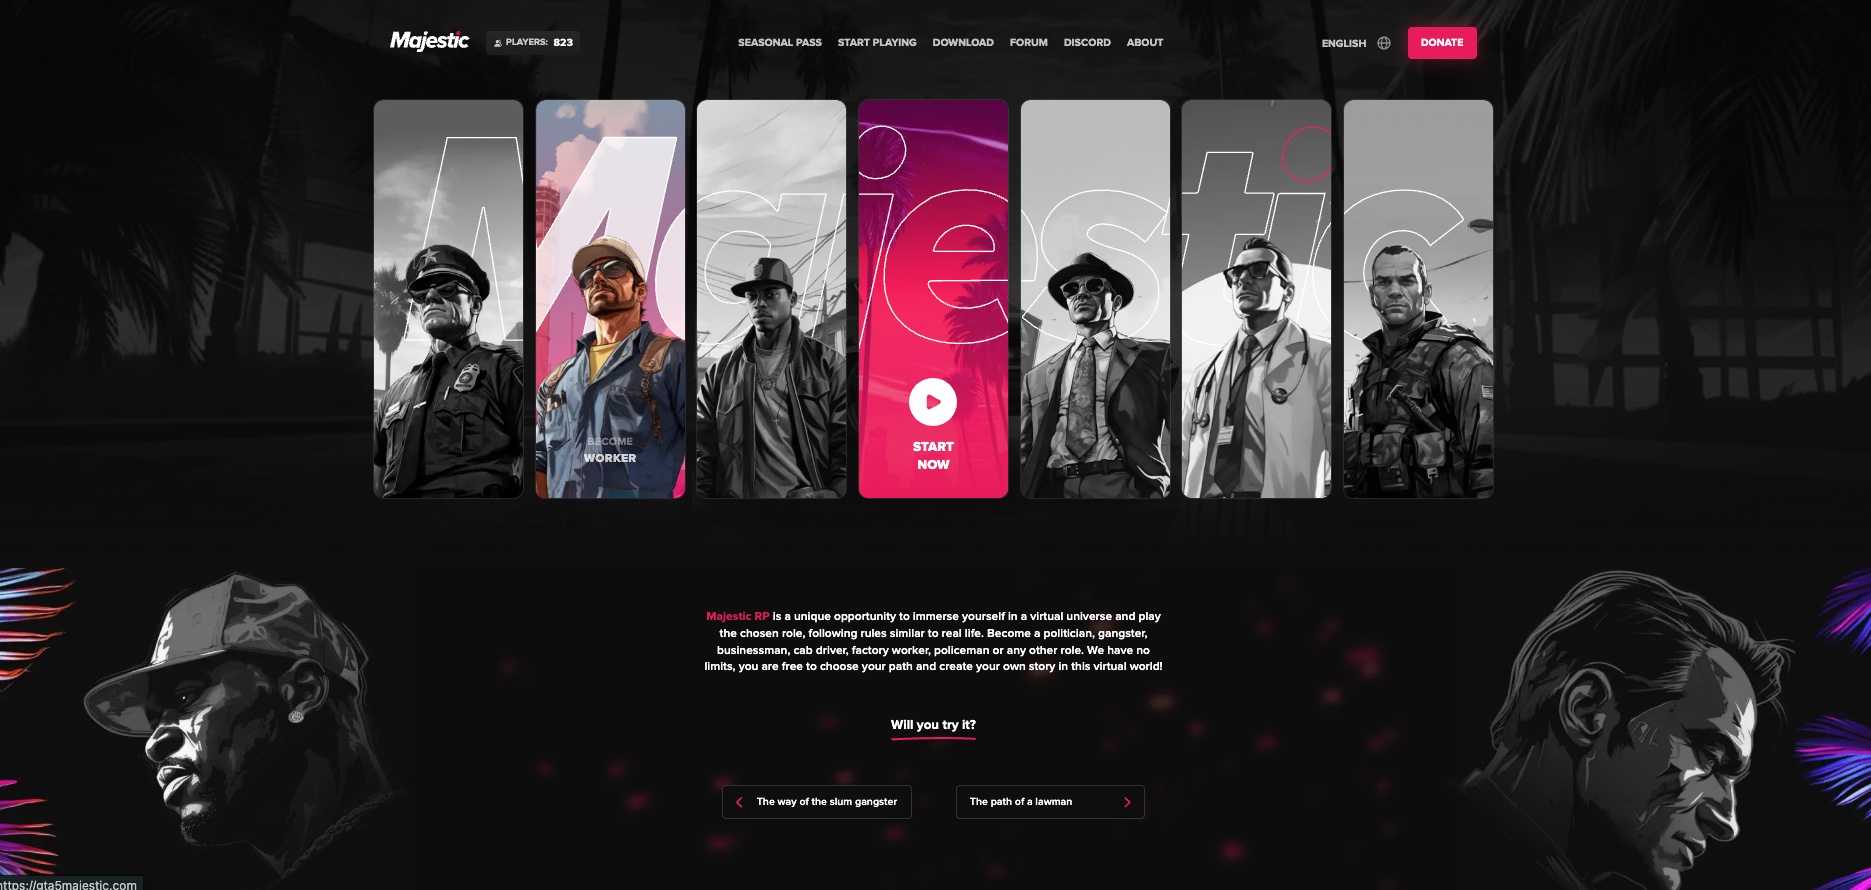 Majestic
PLAYERS: 823
SEASONAL PASS
START PLAYING
DOWNLOAD
FORUM
DISCORD
ABOUT
ENGLISH
DONATE
Majestic
BECOME
WORKER
START
NOW
Majestic RP is a unique opportunity to immerse yourself in a virtual universe and play
the chosen role, following rules similar to real life. Become a politician, gangster,
businessman, cab driver, factory worker, policeman or any other role. We have no
limits, you are free to choose your path and create your own story in this virtual world!
Will you try it?
The way of the slum gangster
The path of a lawman
https://gta5majestic.com